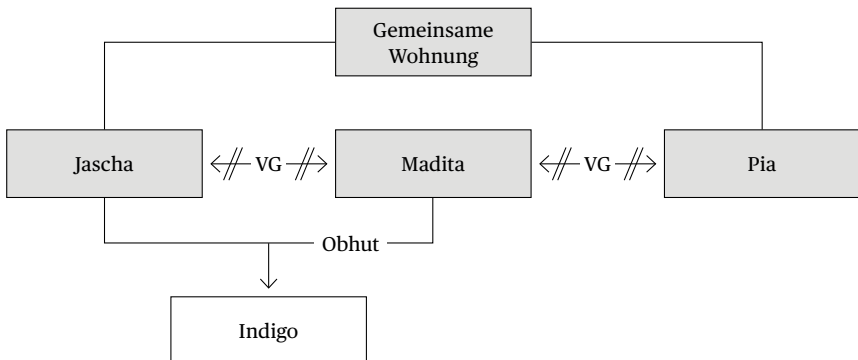 Gemeinsame
Wohnung
Jascha
VG
Madita
VG
Pia
Obhut
Indigo